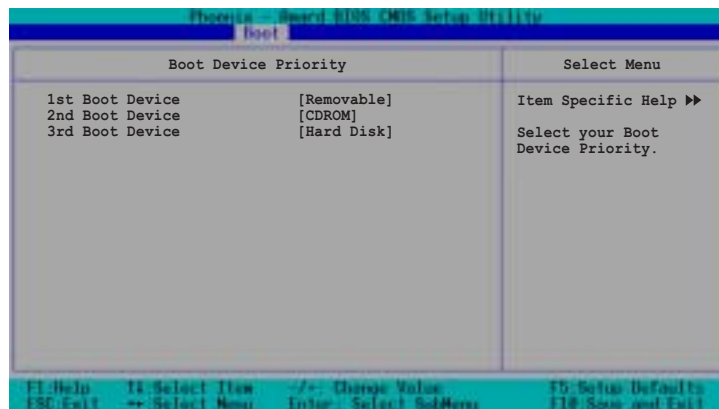 Phoenix - Award BIOS CMOS Setup Utility
Boot
Boot Device Priority
Select Menu
1st Boot Device [Removable]
2nd Boot Device [CDROM]
3rd Boot Device [Hard Disk]
Item Specific Help ▶▶
Select your Boot
Device Priority.
F1:Help ↑↓ Select Item -/+: Change Value F5:Setup Defaults
ESC:Exit ↔ Select Menu Enter: Select SubMenu F10 Save and Exit